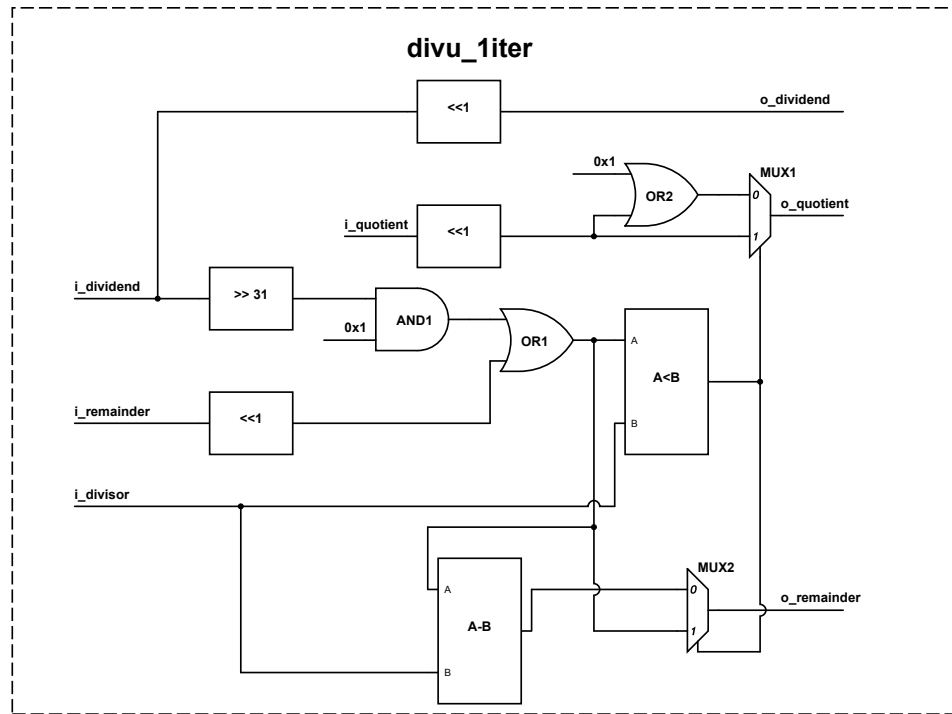 divu_1iter
<<1
o_dividend
0x1
OR2
MUX1
0
o_quotient
i_quotient
<<1
1
i_dividend
>> 31
AND1
0x1
OR1
A
A<B
B
i_remainder
<<1
i_divisor
MUX2
A
0
o_remainder
A-B
1
B